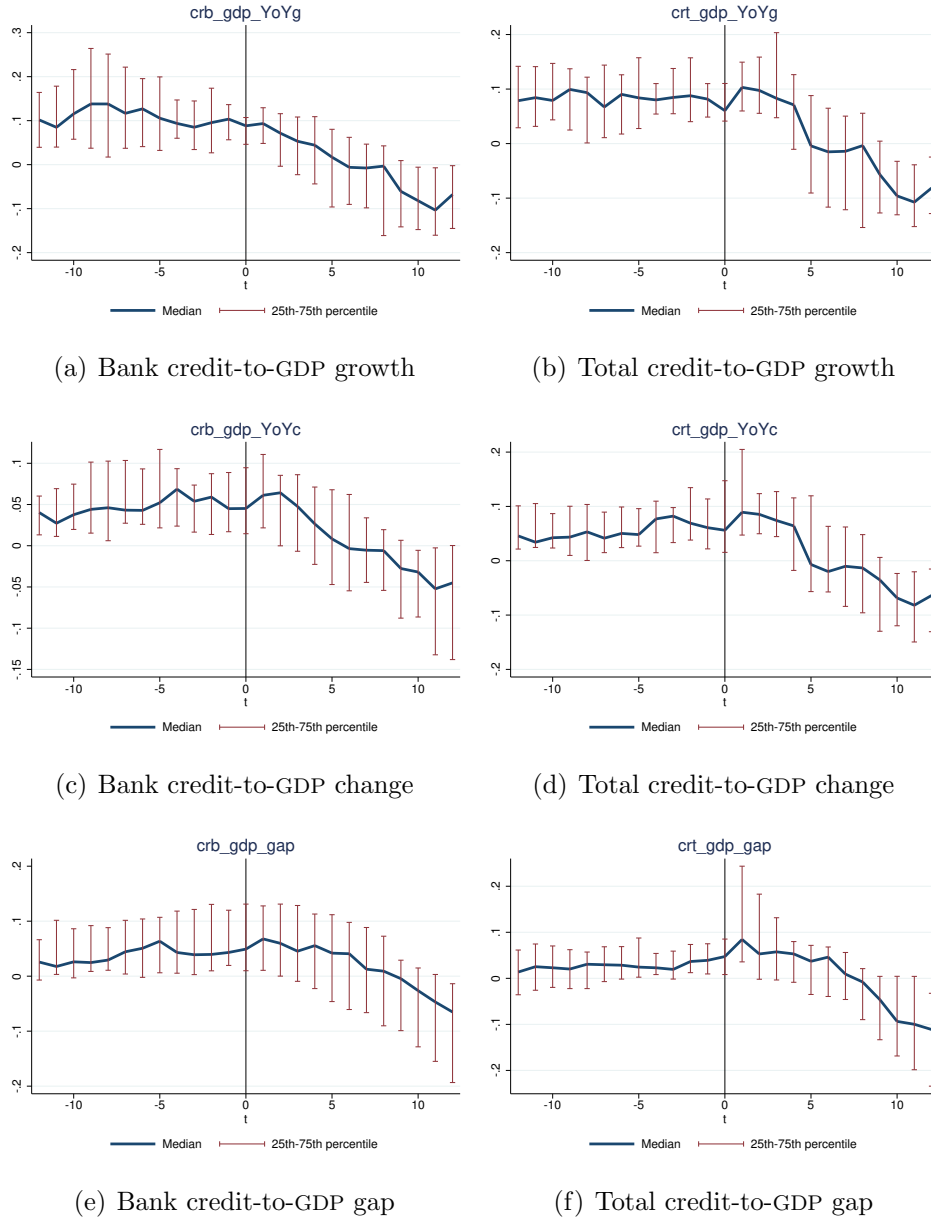 crb_gdp_YoYg
.3
.2
.1
0
-.1
-.2
-10 -5 0 5 10
t
Median 25th-75th percentile
(a) Bank credit-to-GDP growth
crt_gdp_YoYg
.2
.1
0
-.1
-.2
-10 -5 0 5 10
t
Median 25th-75th percentile
(b) Total credit-to-GDP growth
crb_gdp_YoYc
.1
.05
0
-.05
-.1
-.15
-10 -5 0 5 10
t
Median 25th-75th percentile
(c) Bank credit-to-GDP change
crt_gdp_YoYc
.2
.1
0
-.1
-.2
-10 -5 0 5 10
t
Median 25th-75th percentile
(d) Total credit-to-GDP change
crb_gdp_gap
.2
.1
0
-.1
-.2
-10 -5 0 5 10
t
Median 25th-75th percentile
(e) Bank credit-to-GDP gap
crt_gdp_gap
.2
.1
0
-.1
-.2
-10 -5 0 5 10
t
Median 25th-75th percentile
(f) Total credit-to-GDP gap